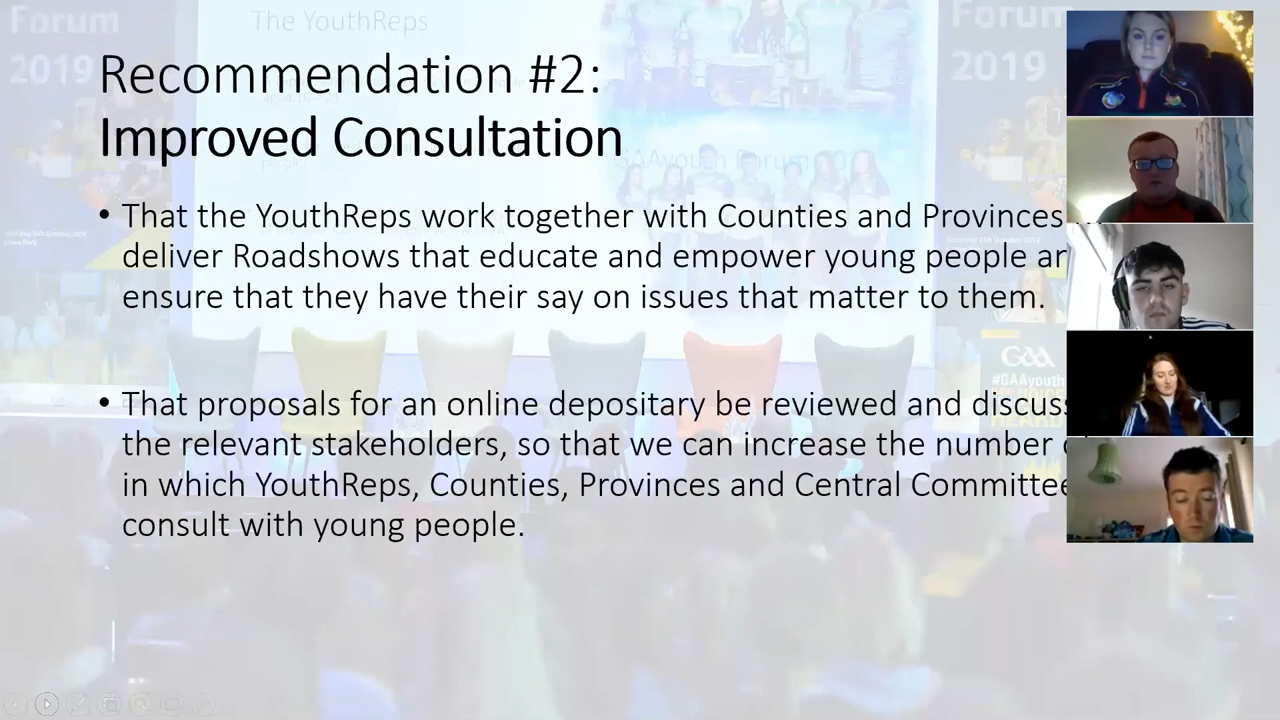 The YouthReps
Forum
2019
Forum
2019
Recommendation #2:
Improved Consultation
GAAyouth Forum
• That the YouthReps work together with Counties and Provinces
deliver Roadshows that educate and empower young people
ensure that they have their say on issues that matter to them.
GAA
#GAAyouth
• That proposals for an online depositary be reviewed and
the relevant stakeholders, so that we can increase the number
in which YouthReps, Counties, Provinces and Central
consult with young people.